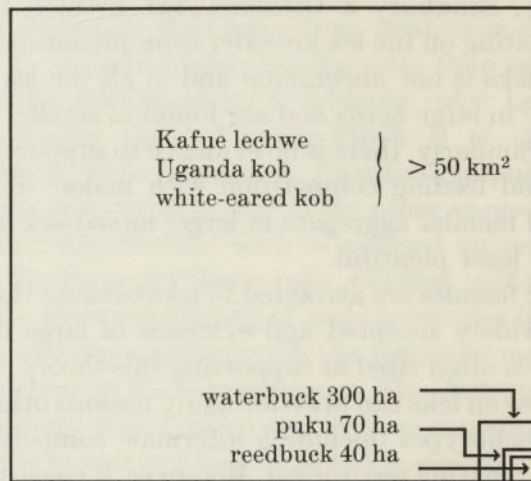 Kafue lechwe
Uganda kob
white-eared kob
> 50 km²
waterbuck 300 ha
puku 70 ha
reedbuck 40 ha